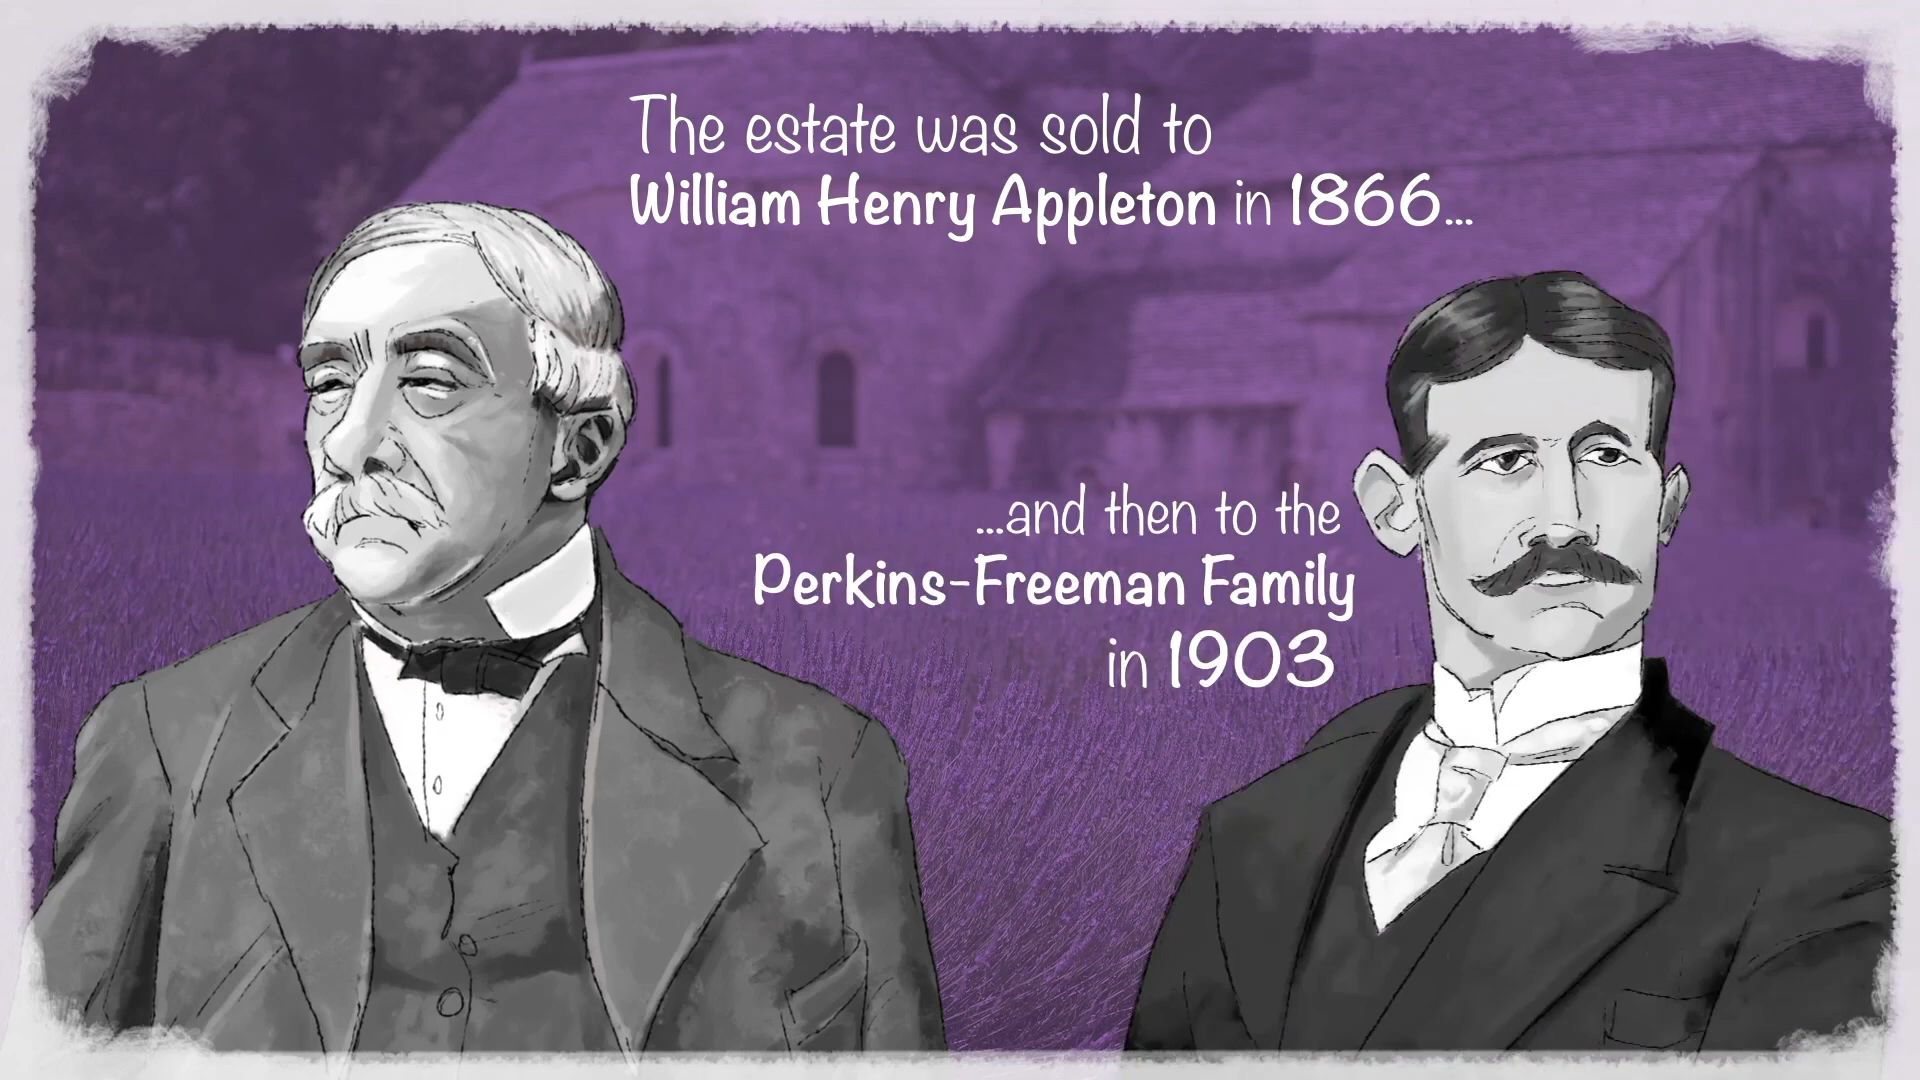 The estate was sold to
William Henry Appleton in 1866...
...and then to the
Perkins-Freeman Family
in 1903